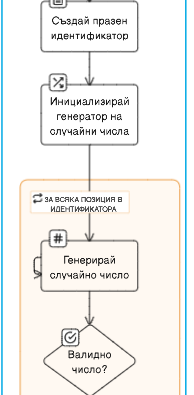 Създай празен
идентификатор
Инициализирай
генератор на
случайни числа
ЗА ВСЯКА ПОЗИЦИЯ В
ИДЕНТИФИКАТОРА
#
Генерирай
случайно число
Валидно
число?